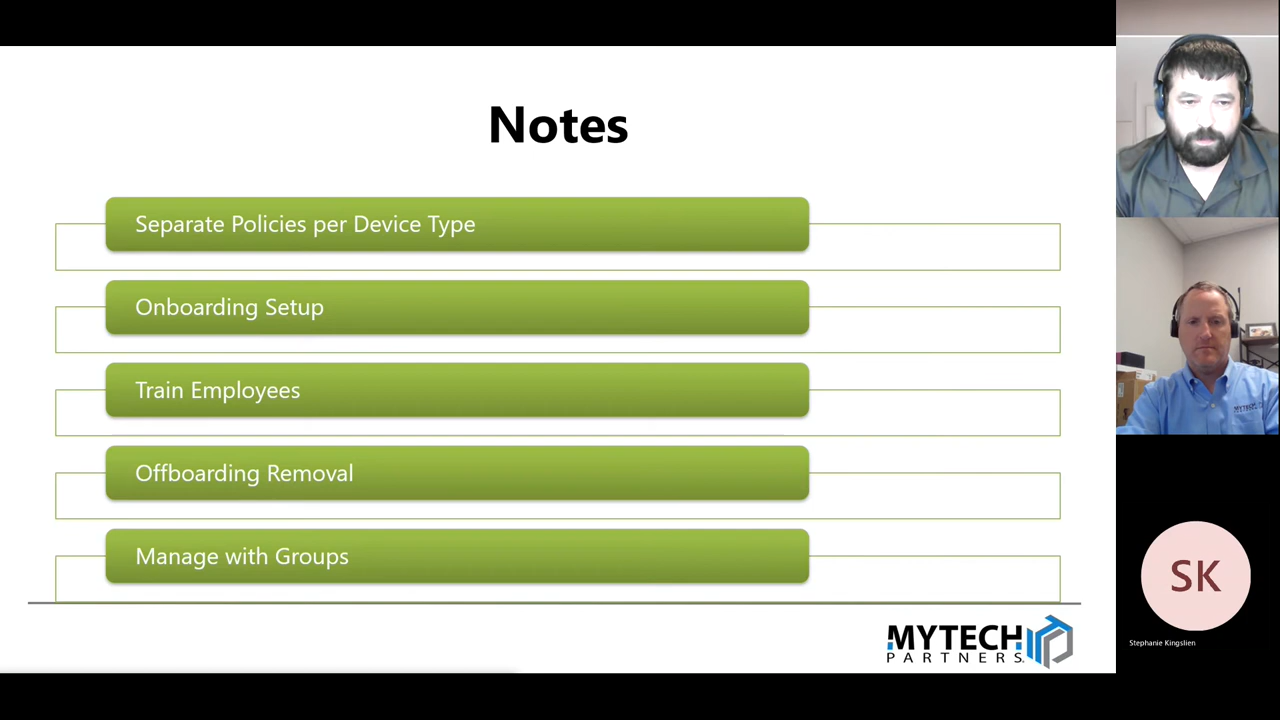 Notes
Separate Policies per Device Type
Onboarding Setup
Train Employees
Offboarding Removal
Manage with Groups
MYTECH
PARTNERS
MYTECH
SK
Stephanie Kingslien